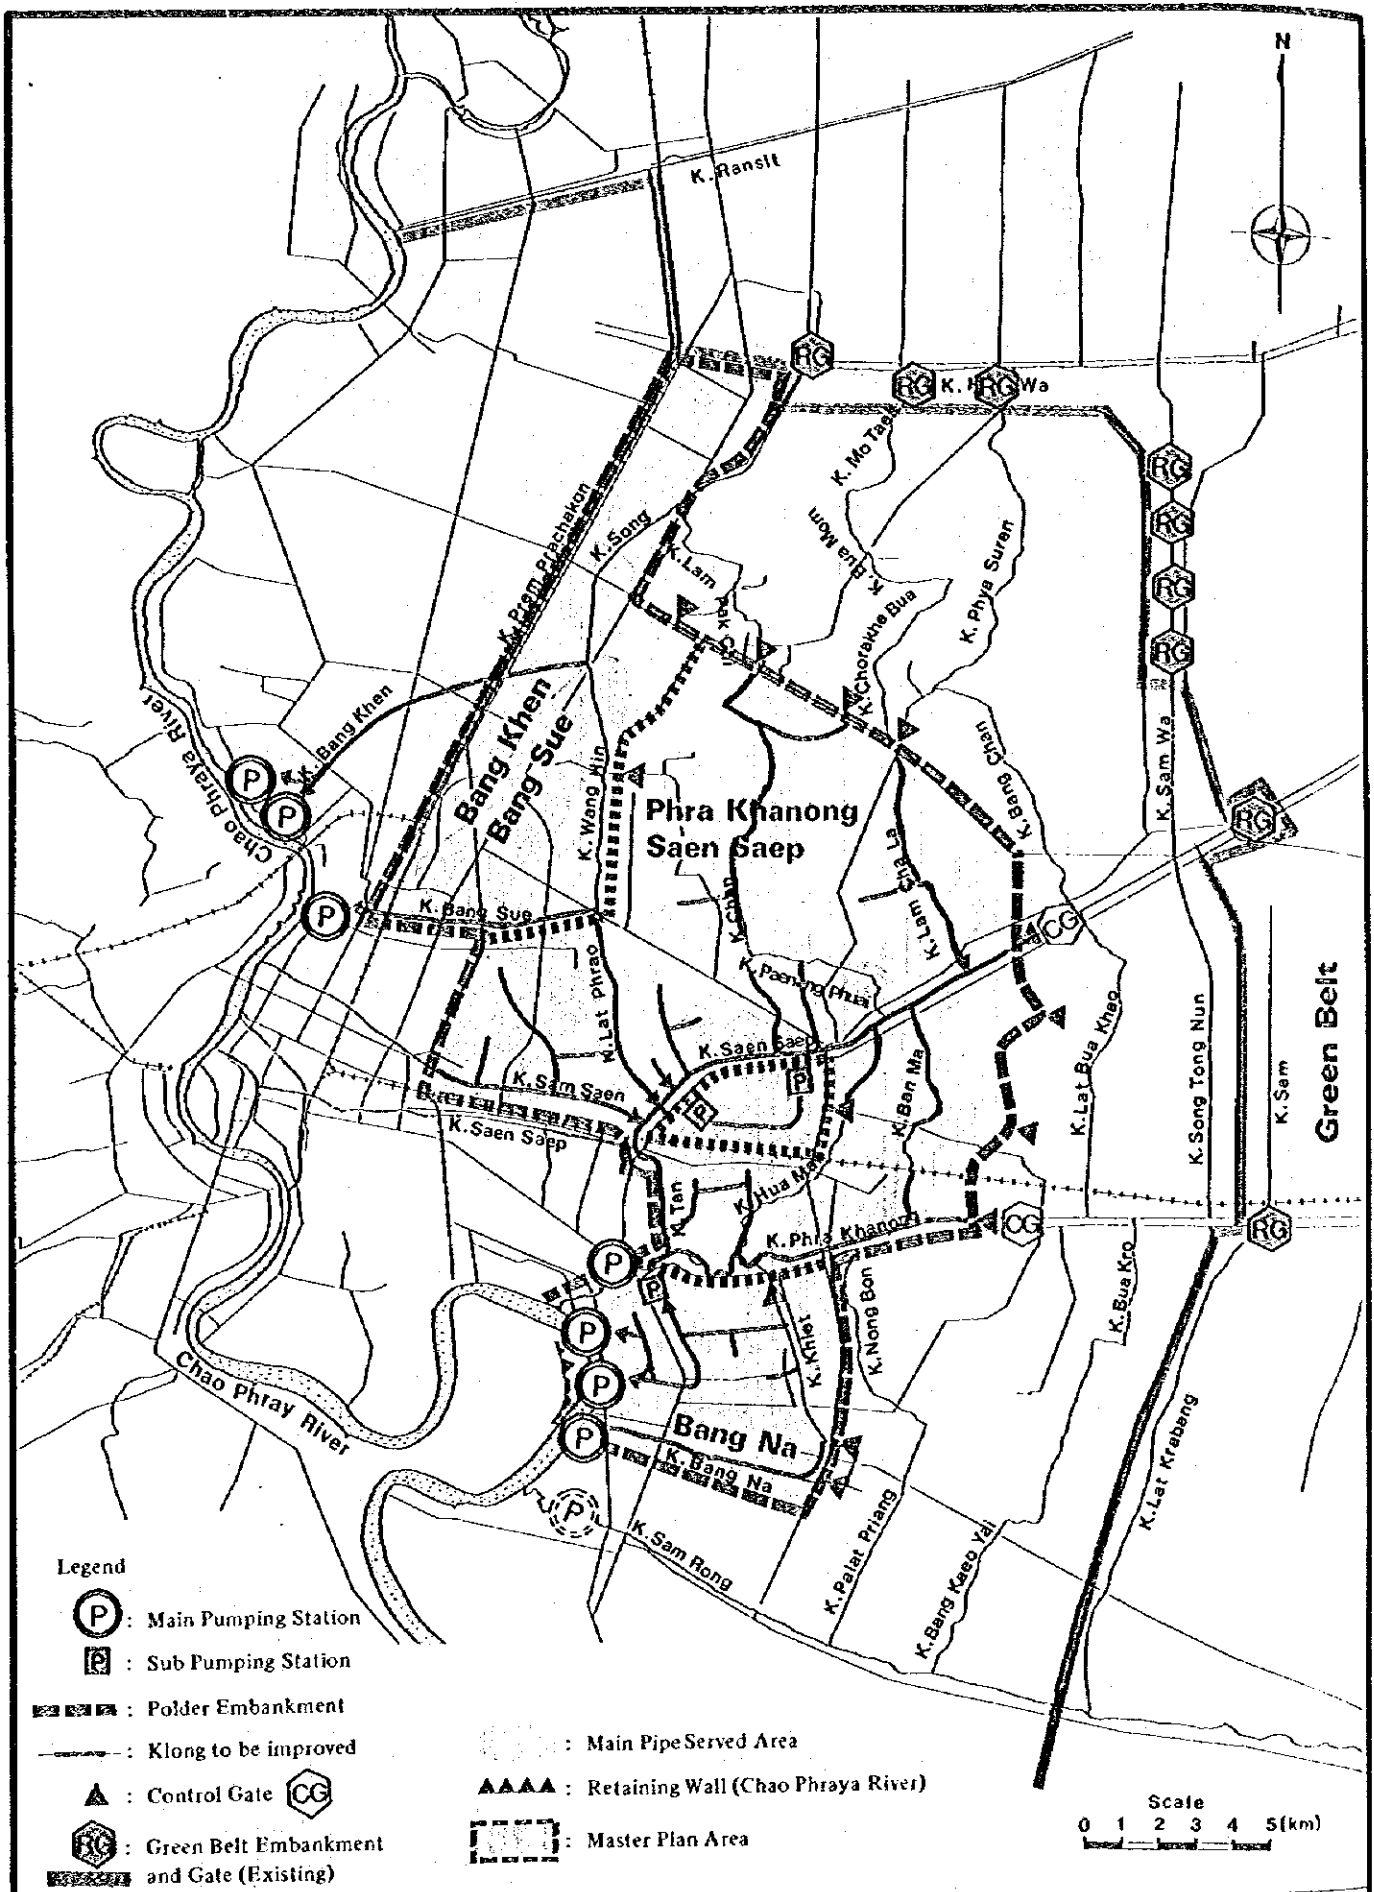 N
K. Ransit
RG
RG
K.
RG
Wa
K. Mo Tae
RG
K. Prem Prachakon
K. Song
K. Bua Mom
K. Phya Suren
RG
K. Lam
RG
K. Chorakhe Bua
RG
Chao Phraya River
K. Bang Khen
Bang Khen
Bang Sue
K. Bang Chan
K. Sam Wa
P
P
K. Wang Hin
Phra Khanong
Saen Saep
RG
K. Chan
K. Lam Cha La
P
K. Bang Sue
CG
K. Lat Phrao
K. Lat Bua Khao
K. Song Tong Nun
K. Sam
Green Belt
K. Saen Saep
P
P
K. Ban Ma
K. Sam Saen
K. Saen Saep
K. Tan
K. Hua Ma
K. Phra Khanong
CG
RG
P
P
K. Nong Bon
K. Bua Kro
P
K. Khlet
Chao Phray River
P
Bang Na
P
K. Bang Na
K. Lat Krabang
P
K. Sam Rong
K. Palat Priang
K. Bang Kaeo Yai
Legend
P : Main Pumping Station
P : Sub Pumping Station
: Polder Embankment
: Klong to be improved
: Control Gate CG
RG : Green Belt Embankment
and Gate (Existing)
: Main Pipe Served Area
: Retaining Wall (Chao Phraya River)
: Master Plan Area
Scale
0 1 2 3 4 5(km)